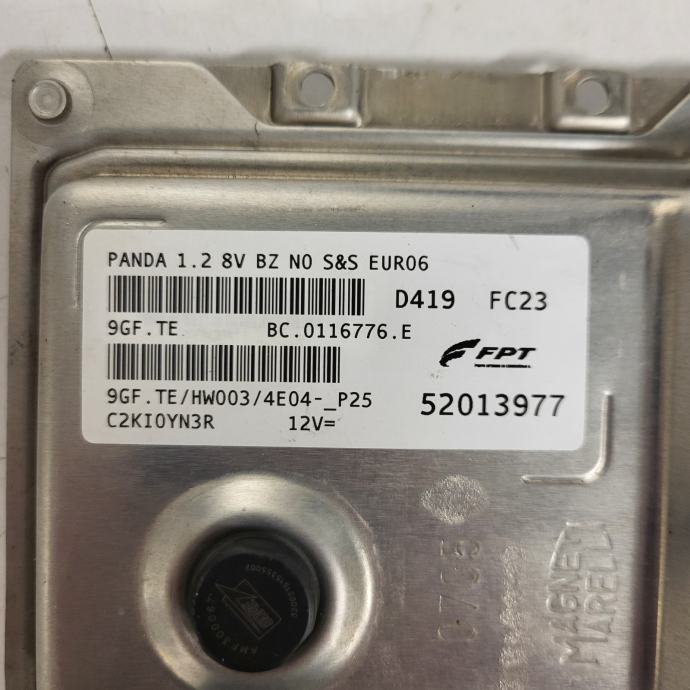 PANDA 1.2 8V BZ NO S&S EURO6
D419 FC23
9GF.TE BC.0116776.E
FPT
9GF.TE/HW003/4E04-_P25
52013977
C2KI0YN3R 12V=
MAGNETI
MARELLI